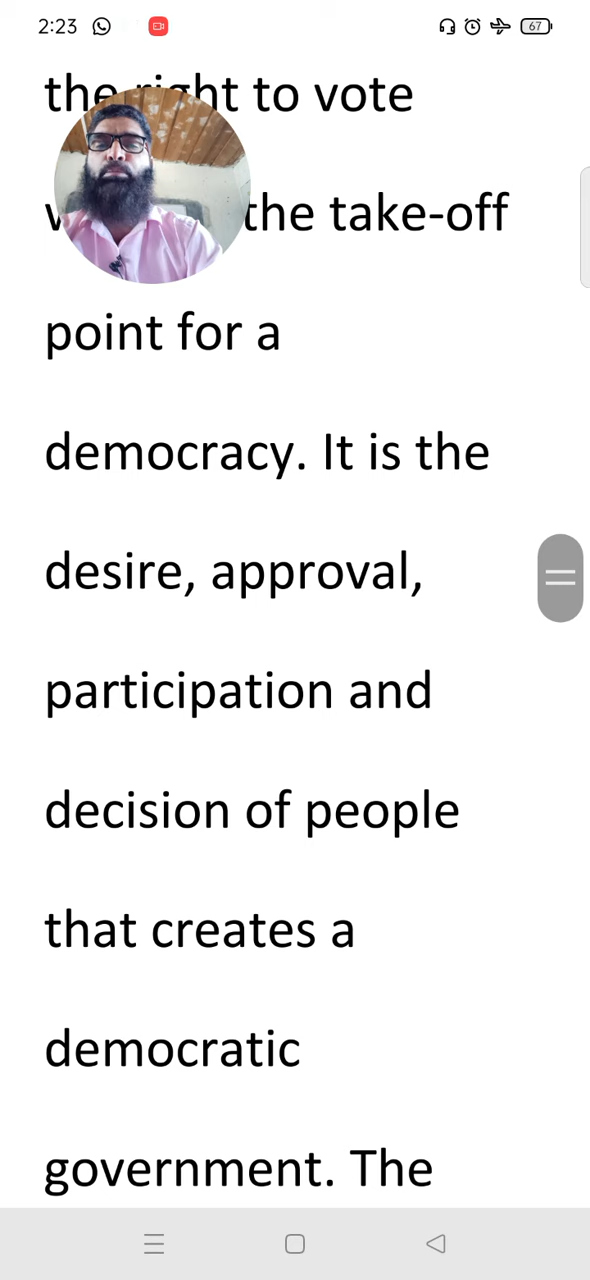 2:23
67
the right to vote
the take-off
point for a
democracy. It is the
desire, approval,
participation and
decision of people
that creates a
democratic
government. The